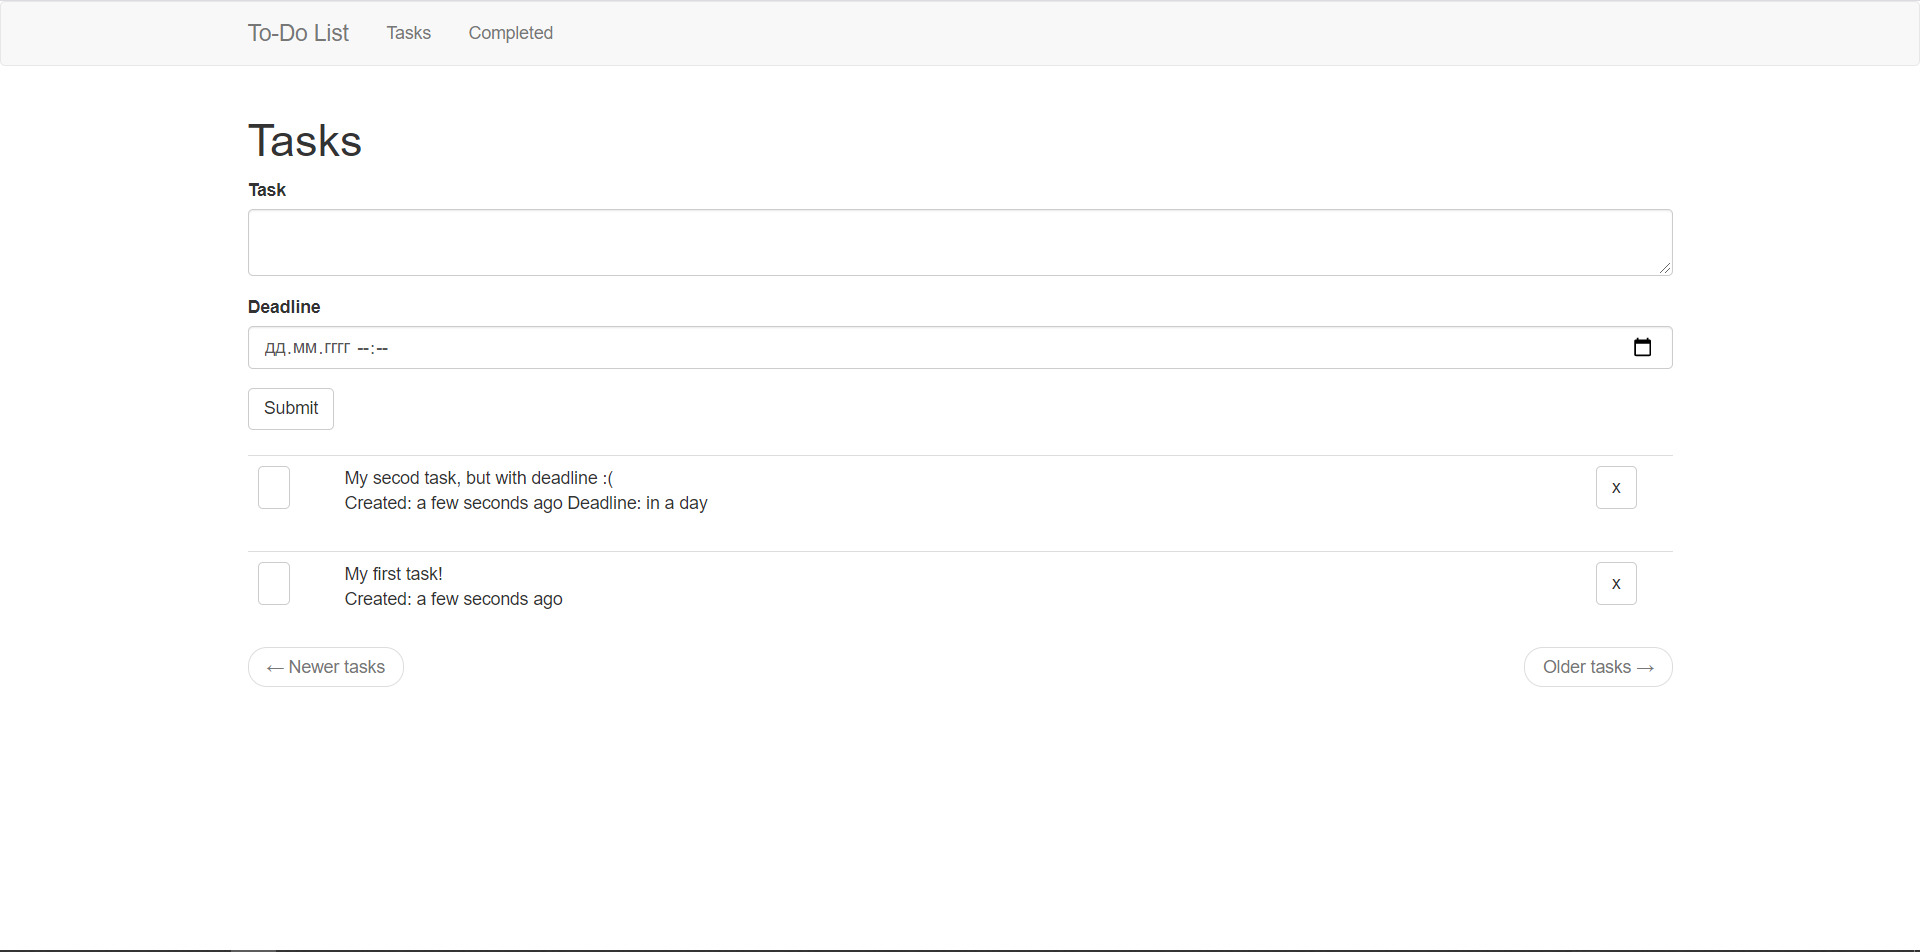 To-Do List Tasks Completed
Tasks
Task
Deadline
ДД.ММ.ГГГГ --:--
Submit
My secod task, but with deadline :( x
Created: a few seconds ago Deadline: in a day
My first task! x
Created: a few seconds ago
← Newer tasks Older tasks →